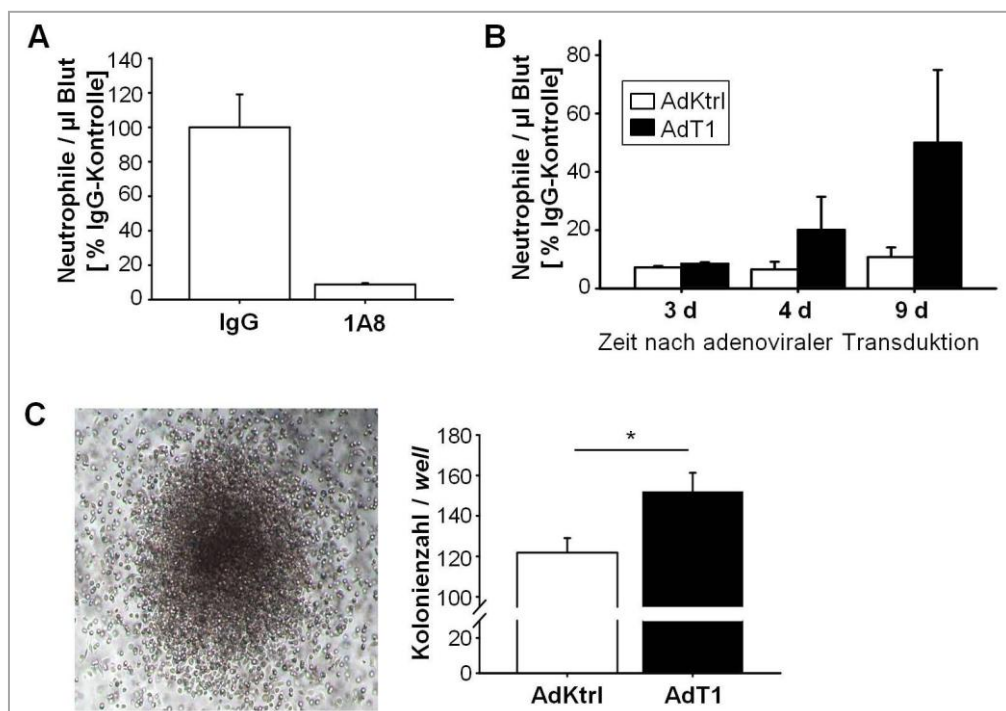 A
Neutrophile / µl Blut
[ % IgG-Kontrolle]
140
120
100
80
60
40
20
0
IgG 1A8
B
Neutrophile / µl Blut
[ % IgG-Kontrolle]
80
60
40
20
0
AdKtrl
AdT1
3 d 4 d 9 d
Zeit nach adenoviraler Transduktion
C
Kolonienzahl / well
180
160
140
120
100
20
0
*
AdKtrl AdT1